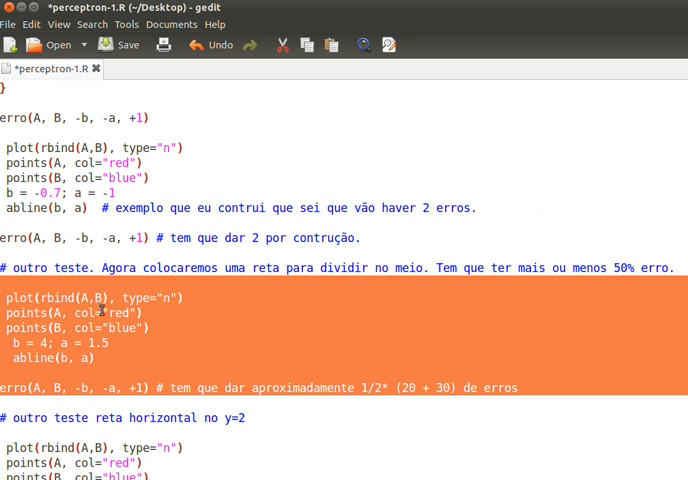 *perceptron-1.R (~/Desktop) - gedit
File Edit View Search Tools Documents Help
Open Save Undo
*perceptron-1.R
}
erro(A, B, -b, -a, +1)
plot(rbind(A,B), type="n")
points(A, col="red")
points(B, col="blue")
b = -0.7; a = -1
abline(b, a) # exemplo que eu contrui que sei que vão haver 2 erros.
erro(A, B, -b, -a, +1) # tem que dar 2 por contrução.
# outro teste. Agora colocaremos uma reta para dividir no meio. Tem que ter mais ou menos 50% erro.
plot(rbind(A,B), type="n")
points(A, col="red")
points(B, col="blue")
b = 4; a = 1.5
abline(b, a)
erro(A, B, -b, -a, +1) # tem que dar aproximadamente 1/2* (20 + 30) de erros
# outro teste reta horizontal no y=2
plot(rbind(A,B), type="n")
points(A, col="red")
points(B, col="blue")